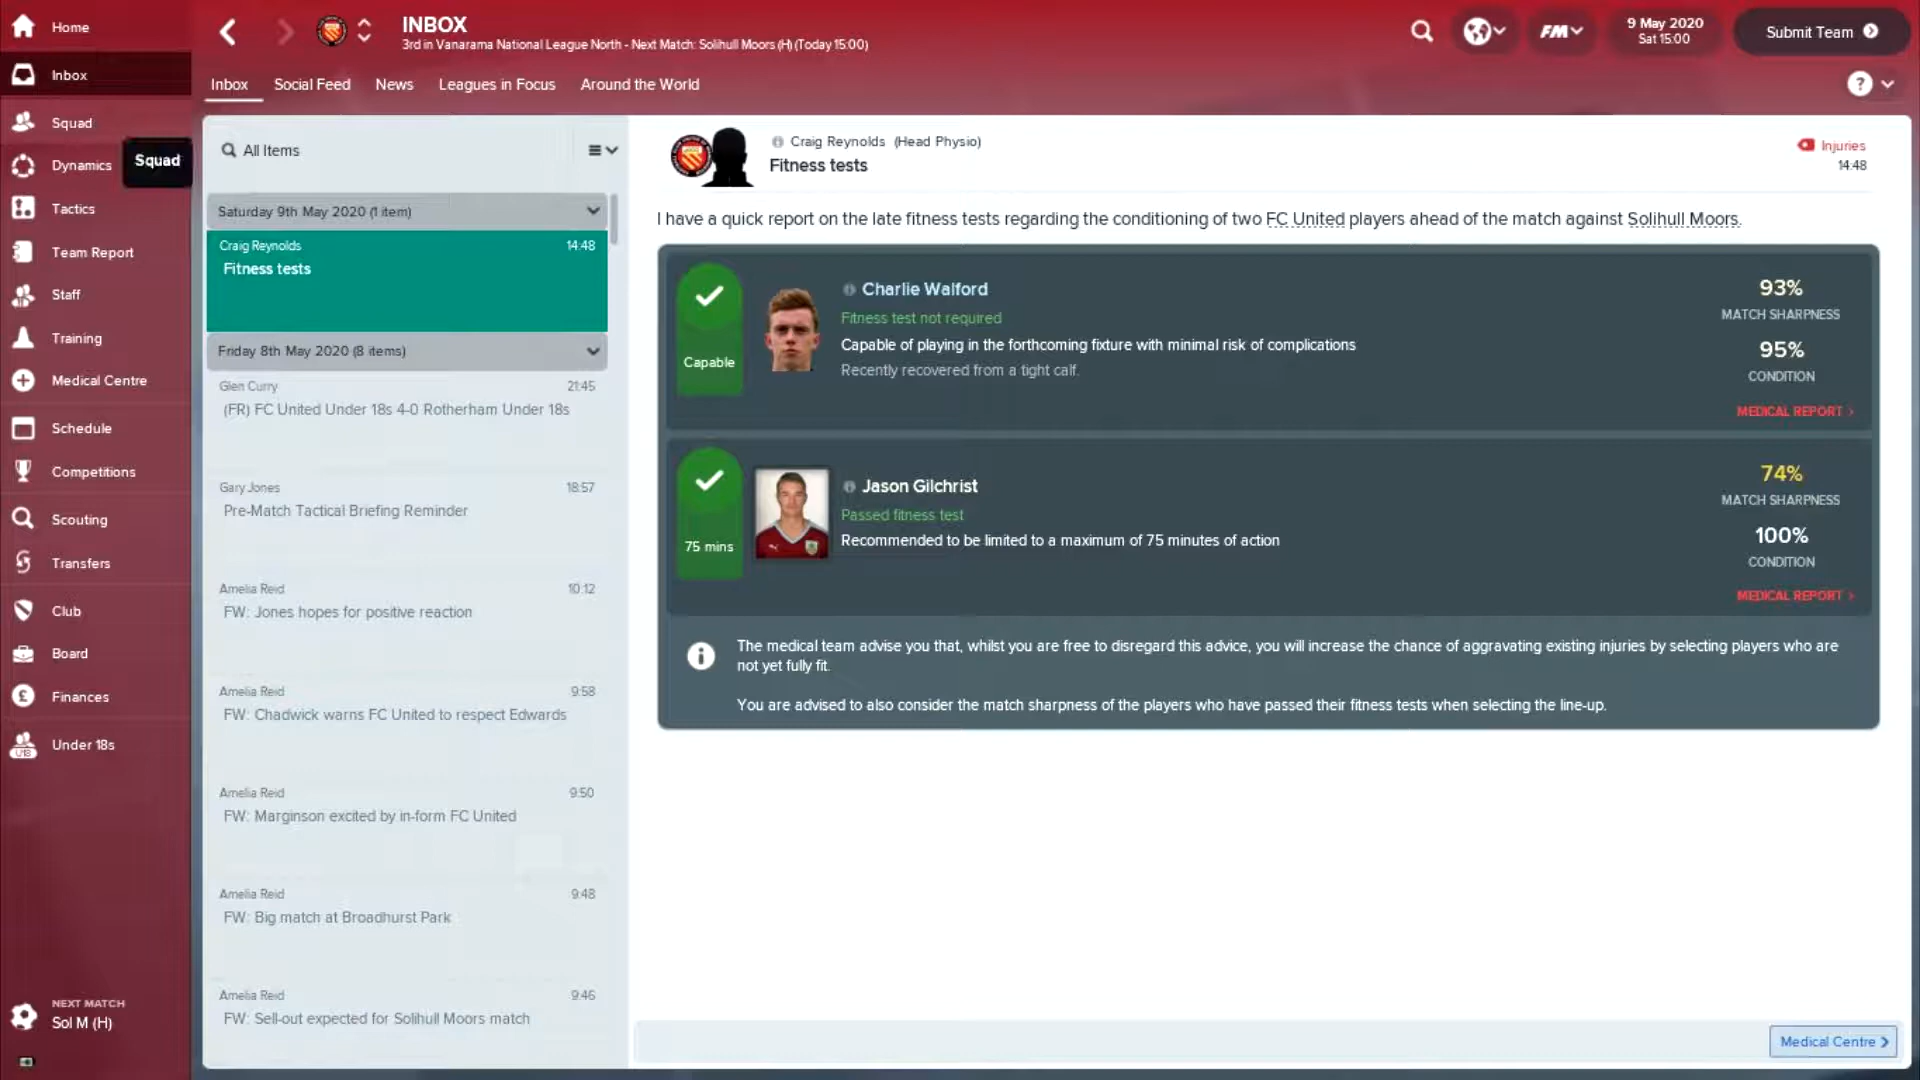 Home
Inbox
Squad
Dynamics
Squad
Tactics
Team Report
Staff
Training
Medical Centre
Schedule
Competitions
Scouting
Transfers
Club
Board
Finances
Under 18s
U18
NEXT MATCH
Sol M (H)
INBOX
3rd in Vanarama National League North - Next Match: Solihull Moors (H) (Today 15:00)
FM
9 May 2020
Sat 15:00
Submit Team
Inbox
Social Feed
News
Leagues in Focus
Around the World
?
All Items
Saturday 9th May 2020 (1 item)
Craig Reynolds 14:48
Fitness tests
Friday 8th May 2020 (8 items)
Glen Curry 21:45
(FR) FC United Under 18s 4-0 Rotherham Under 18s
Gary Jones 18:57
Pre-Match Tactical Briefing Reminder
Amelia Reid 10:12
FW: Jones hopes for positive reaction
Amelia Reid 9:58
FW: Chadwick warns FC United to respect Edwards
Amelia Reid 9:50
FW: Marginson excited by in-form FC United
Amelia Reid 9:48
FW: Big match at Broadhurst Park
Amelia Reid 9:46
FW: Sell-out expected for Solihull Moors match
Craig Reynolds (Head Physio)
Fitness tests
Injuries
14:48
I have a quick report on the late fitness tests regarding the conditioning of two FC United players ahead of the match against Solihull Moors.
Capable
Charlie Walford
Fitness test not required
Capable of playing in the forthcoming fixture with minimal risk of complications
Recently recovered from a tight calf.
93%
MATCH SHARPNESS
95%
CONDITION
MEDICAL REPORT >
75 mins
Jason Gilchrist
Passed fitness test
Recommended to be limited to a maximum of 75 minutes of action
74%
MATCH SHARPNESS
100%
CONDITION
MEDICAL REPORT >
The medical team advise you that, whilst you are free to disregard this advice, you will increase the chance of aggravating existing injuries by selecting players who are
not yet fully fit.
You are advised to also consider the match sharpness of the players who have passed their fitness tests when selecting the line-up.
Medical Centre >